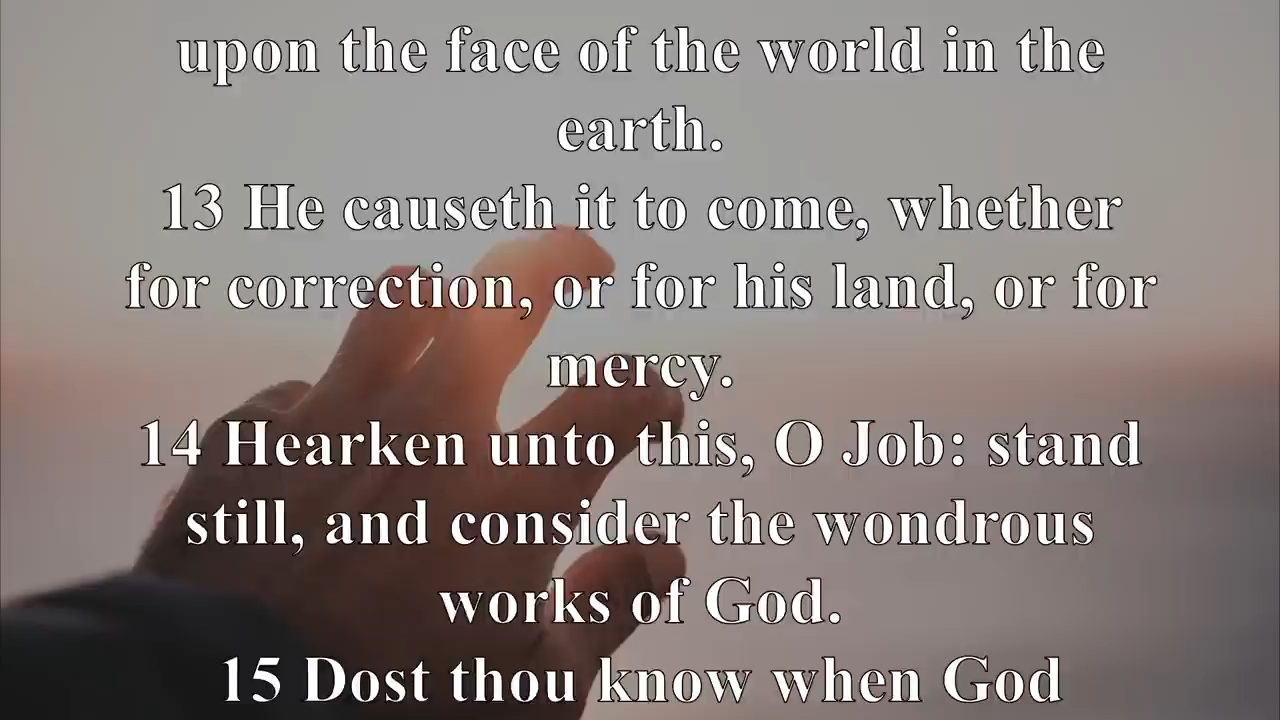 upon the face of the world in the
earth.
13 He causeth it to come, whether
for correction, or for his land, or for
mercy.
14 Hearken unto this, O Job: stand
still, and consider the wondrous
works of God.
15 Dost thou know when God